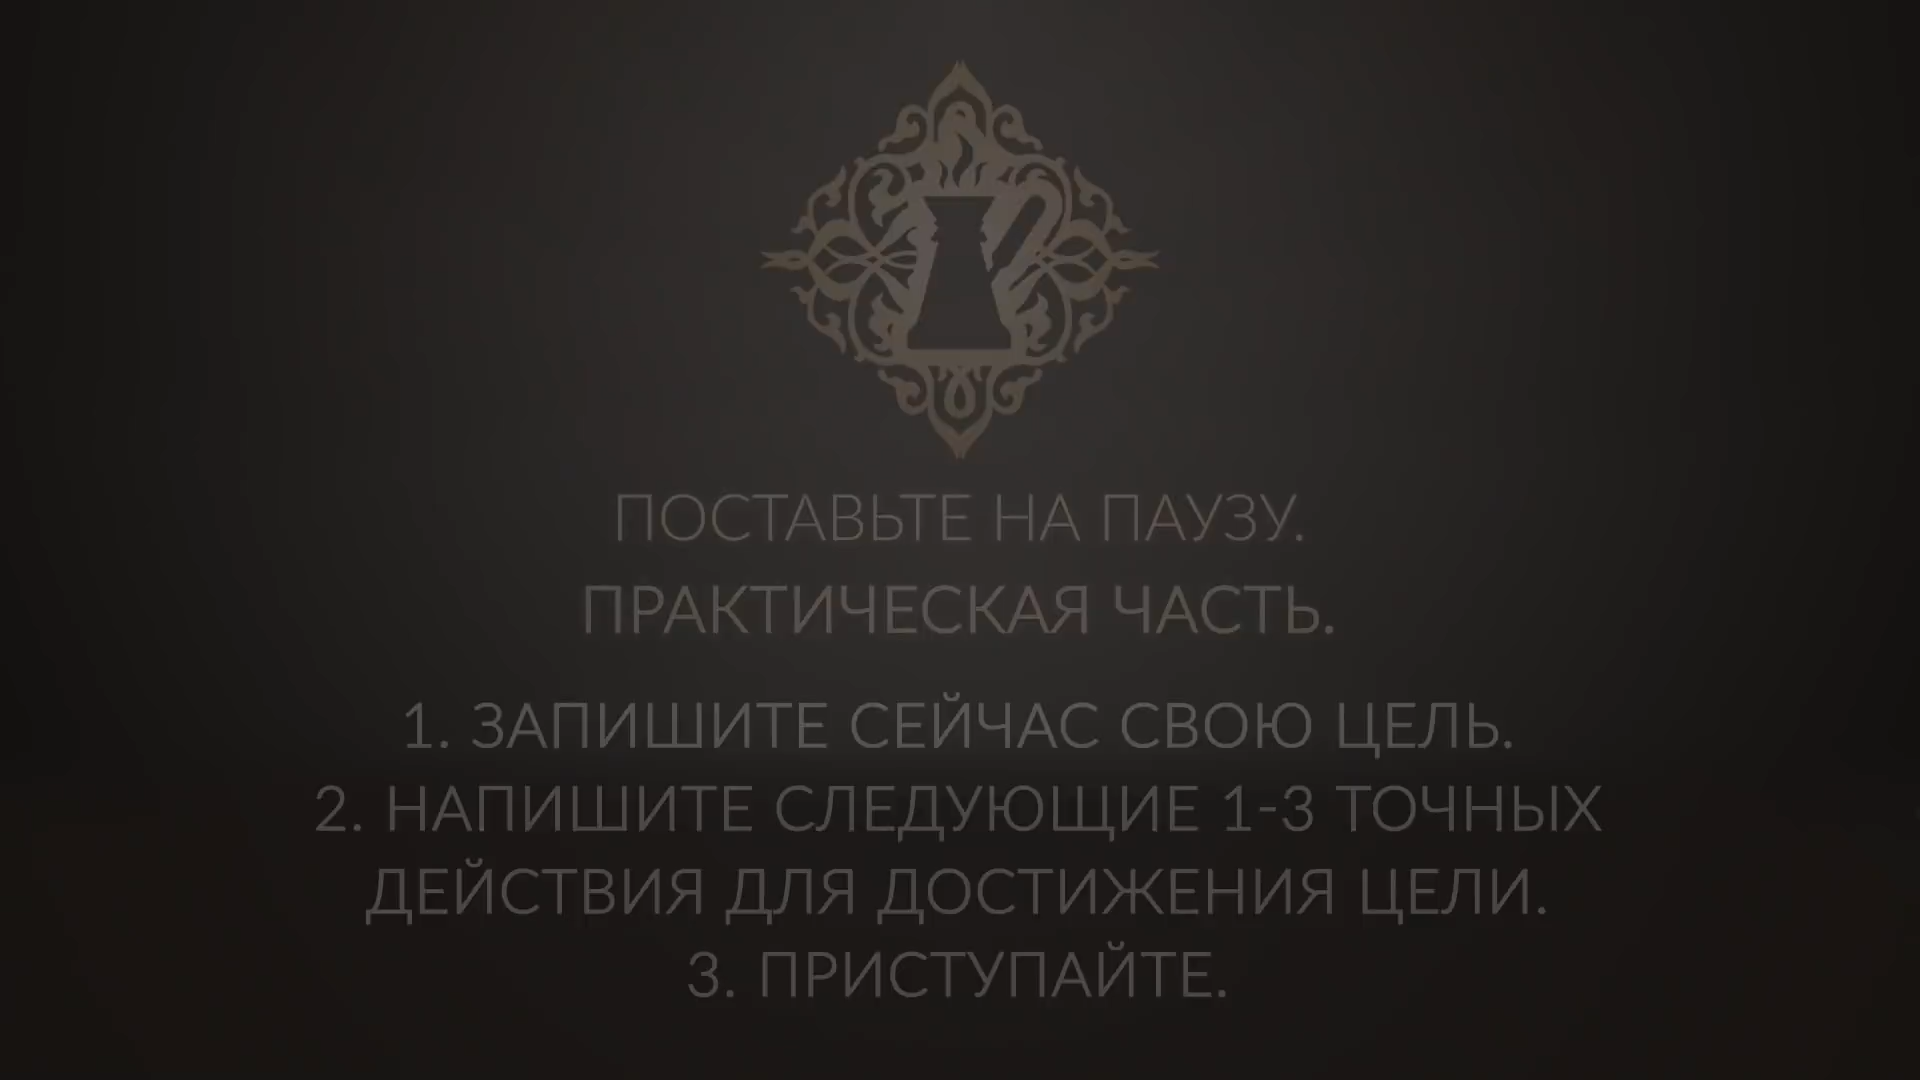 ПОСТАВЬТЕ НА ПАУЗУ.
ПРАКТИЧЕСКАЯ ЧАСТЬ.
1. ЗАПИШИТЕ СЕЙЧАС СВОЮ ЦЕЛЬ.
2. НАПИШИТЕ СЛЕДУЮЩИЕ 1-3 ТОЧНЫХ
ДЕЙСТВИЯ ДЛЯ ДОСТИЖЕНИЯ ЦЕЛИ.
3. ПРИСТУПАЙТЕ.